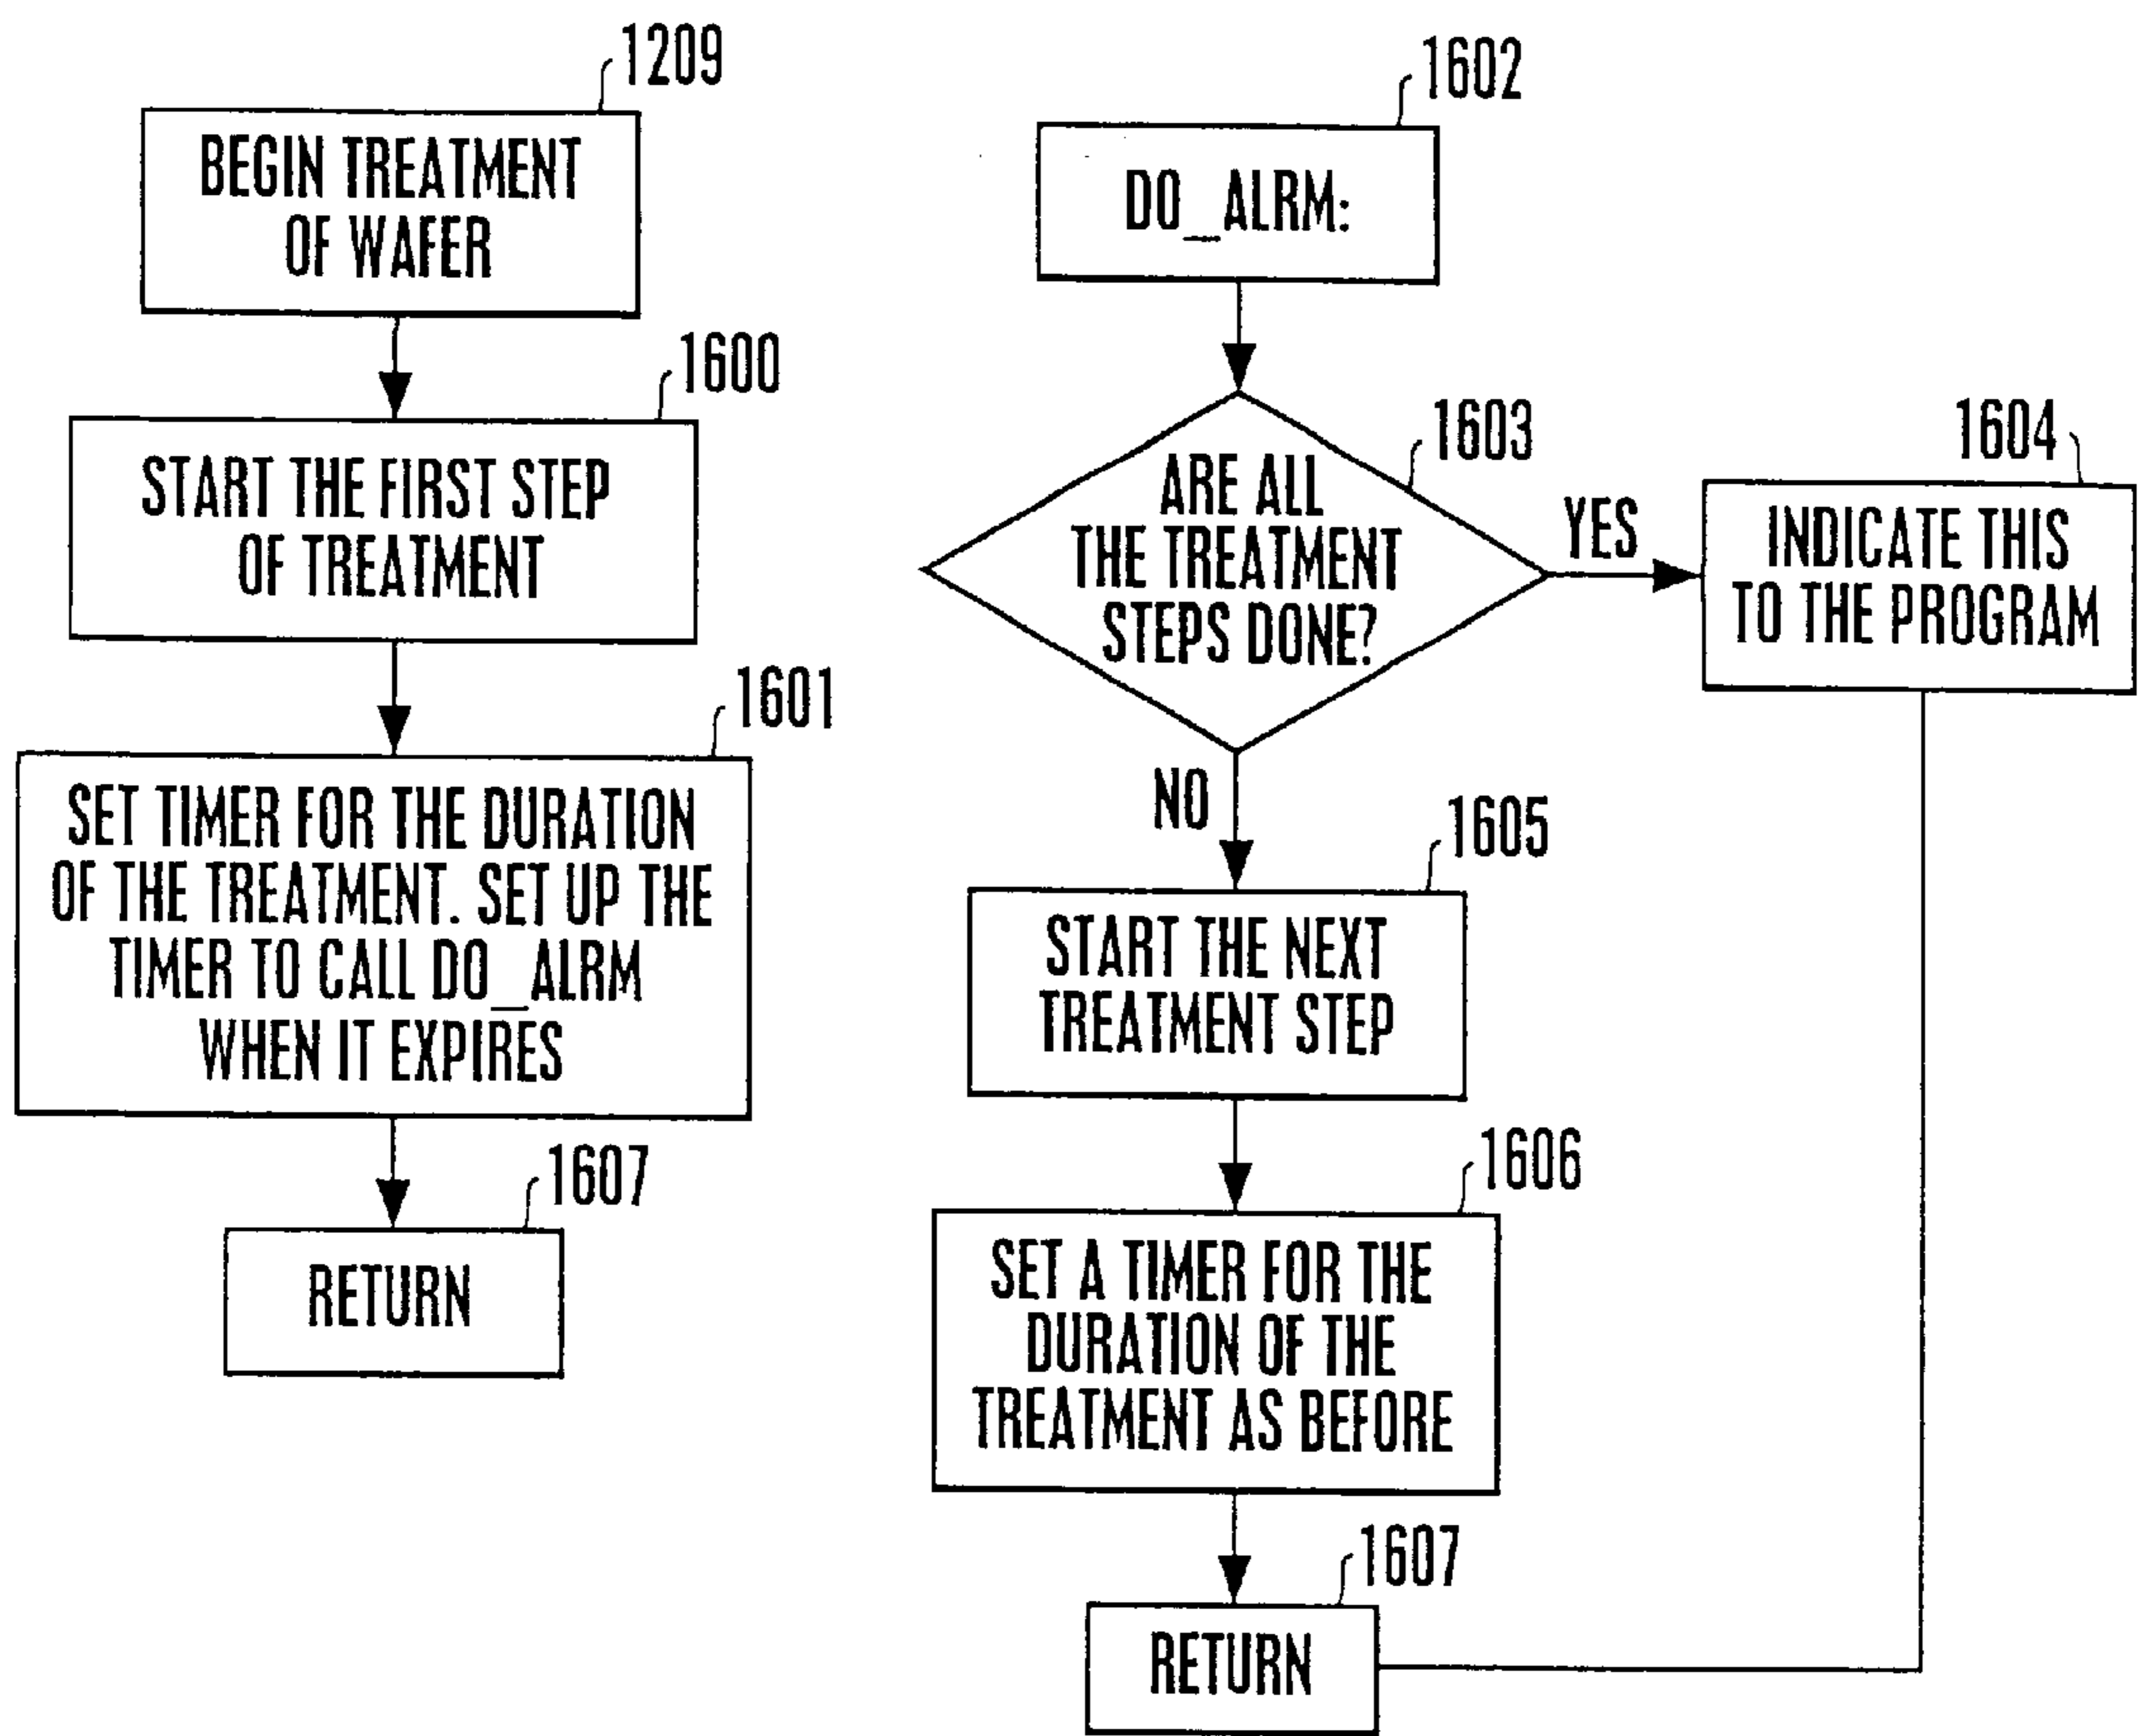 1209
BEGIN TREATMENT
OF WAFER
1600
START THE FIRST STEP
OF TREATMENT
1601
SET TIMER FOR THE DURATION
OF THE TREATMENT. SET UP THE
TIMER TO CALL DO_ALRM
WHEN IT EXPIRES
1607
RETURN
1602
DO_ALRM:
1603
ARE ALL
THE TREATMENT
STEPS DONE?
YES
1604
INDICATE THIS
TO THE PROGRAM
NO
1605
START THE NEXT
TREATMENT STEP
1606
SET A TIMER FOR THE
DURATION OF THE
TREATMENT AS BEFORE
1607
RETURN